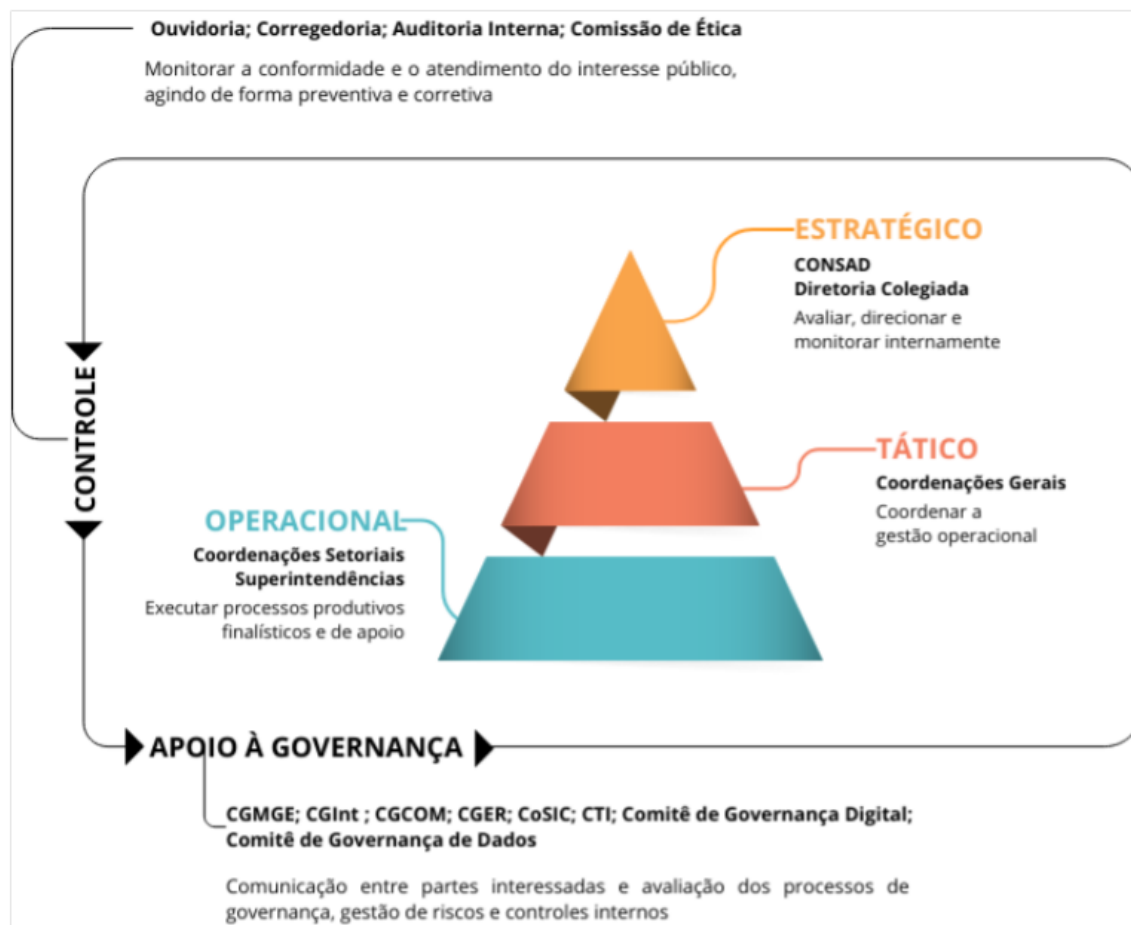 Ouvidoria; Corregedoria; Auditoria Interna; Comissão de Ética
Monitorar a conformidade e o atendimento do interesse público,
agindo de forma preventiva e corretiva
ESTRATÉGICO
CONSAD
Diretoria Colegiada
Avaliar, direcionar e
monitorar internamente
CONTROLE
TÁTICO
Coordenações Gerais
Coordenar a
gestão operacional
OPERACIONAL
Coordenações Setoriais
Superintendências
Executar processos produtivos
finalísticos e de apoio
APOIO À GOVERNANÇA
CGMGE; CGInt ; CGCOM; CGER; CoSIC; CTI; Comitê de Governança Digital;
Comitê de Governança de Dados
Comunicação entre partes interessadas e avaliação dos processos de
governança, gestão de riscos e controles internos